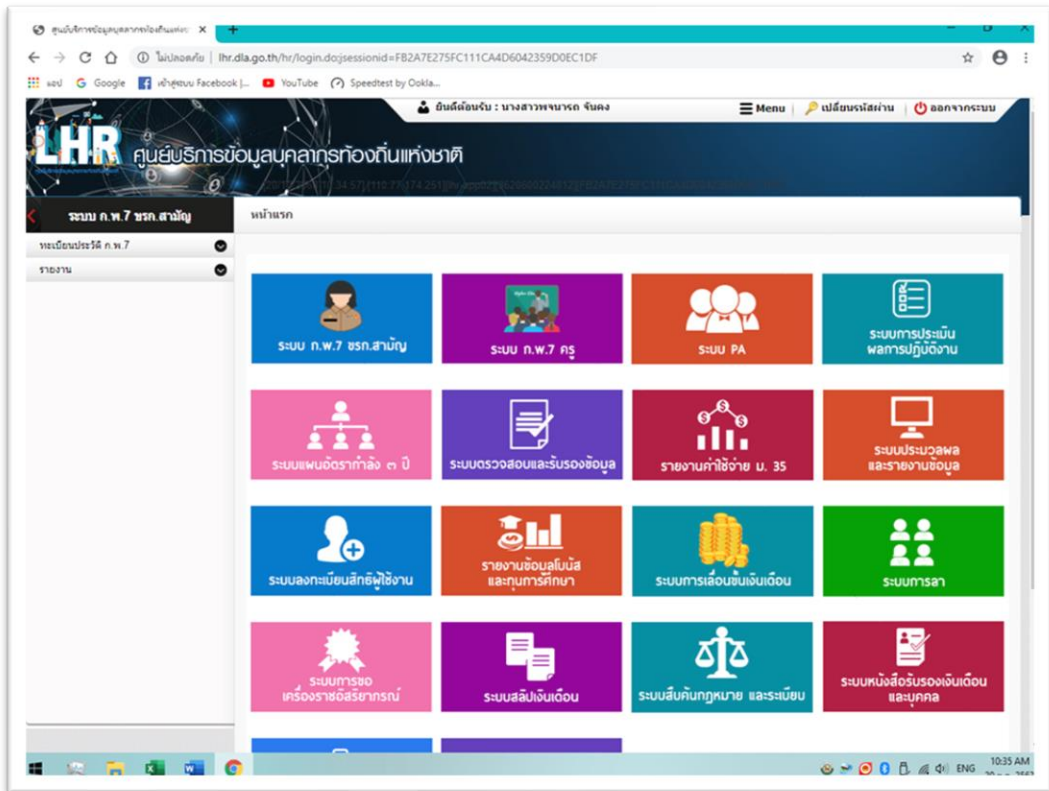 ศูนย์บริการข้อมูลบุคลากรท้องถิ่นแห่งช
ไม่ปลอดภัย | lhr.dla.go.th/hr/login.do;jsessionid=FB2A7E275FC111CA4D6042359D0EC1DF
แอป Google เข้าสู่ระบบ Facebook |... YouTube Speedtest by Ookla...
ยินดีต้อนรับ : นางสาวพจนารถ จันคง Menu เปลี่ยนรหัสผ่าน ออกจากระบบ
LHR ศูนย์บริการข้อมูลบุคลากรท้องถิ่นแห่งชาติ
ระบบ ก.พ.7 ขรก.สามัญ หน้าแรก
ทะเบียนประวัติ ก.พ.7
รายงาน
ระบบ ก.พ.7 ขรก.สามัญ
ระบบ ก.พ.7 ครู
ระบบ PA
ระบบการประเมิน
ผลการปฏิบัติงาน
ระบบแผนอัตรากำลัง ๓ ปี
ระบบตรวจสอบและรับรองข้อมูล
รายงานค่าใช้จ่าย ม. 35
ระบบประมวลผล
และรายงานข้อมูล
ระบบลงทะเบียนสิทธิผู้ใช้งาน
รายงานข้อมูลโบนัส
และทุนการศึกษา
ระบบการเลื่อนขั้นเงินเดือน
ระบบการลา
ระบบการขอ
เครื่องราชอิสริยาภรณ์
ระบบสลิปเงินเดือน
ระบบสืบค้นกฎหมาย และระเบียบ
ระบบหนังสือรับรองเงินเดือน
และบุคคล
ENG 10:35 AM